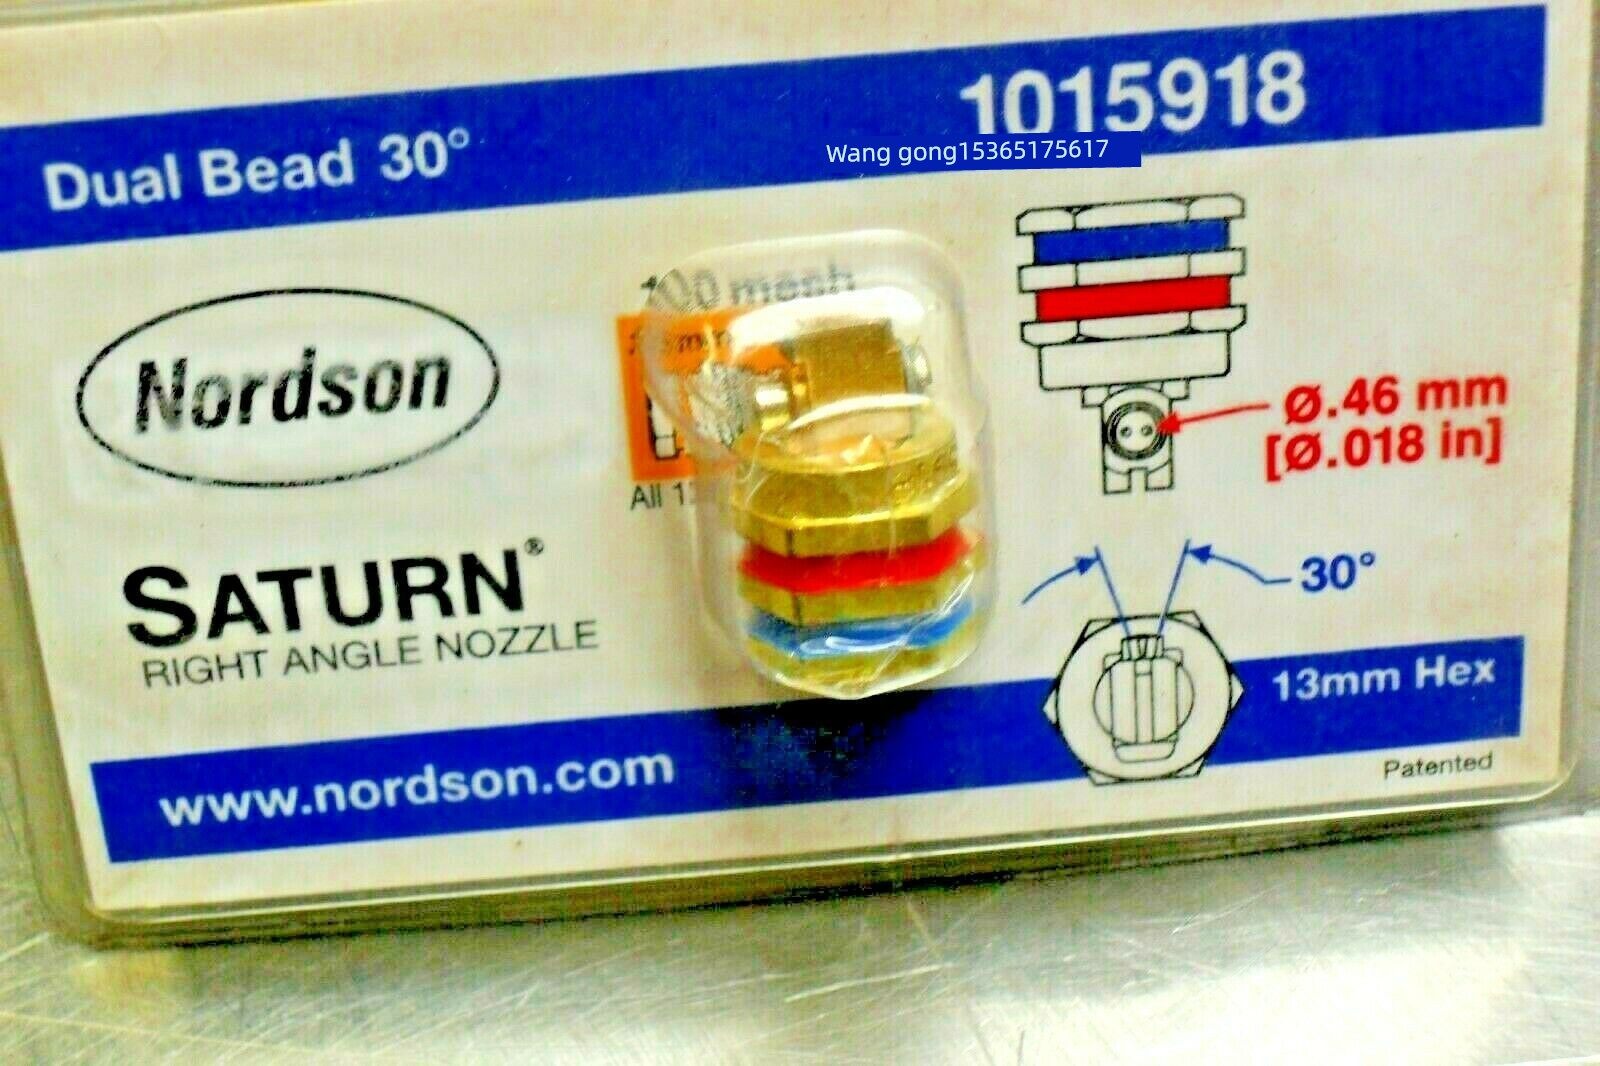 Dual Bead 30°
1015918
Wang gong15365175617
Nordson
mesh
All
Ø.46 mm
[Ø.018 in]
30°
SATURN®
RIGHT ANGLE NOZZLE
13mm Hex
www.nordson.com
Patented